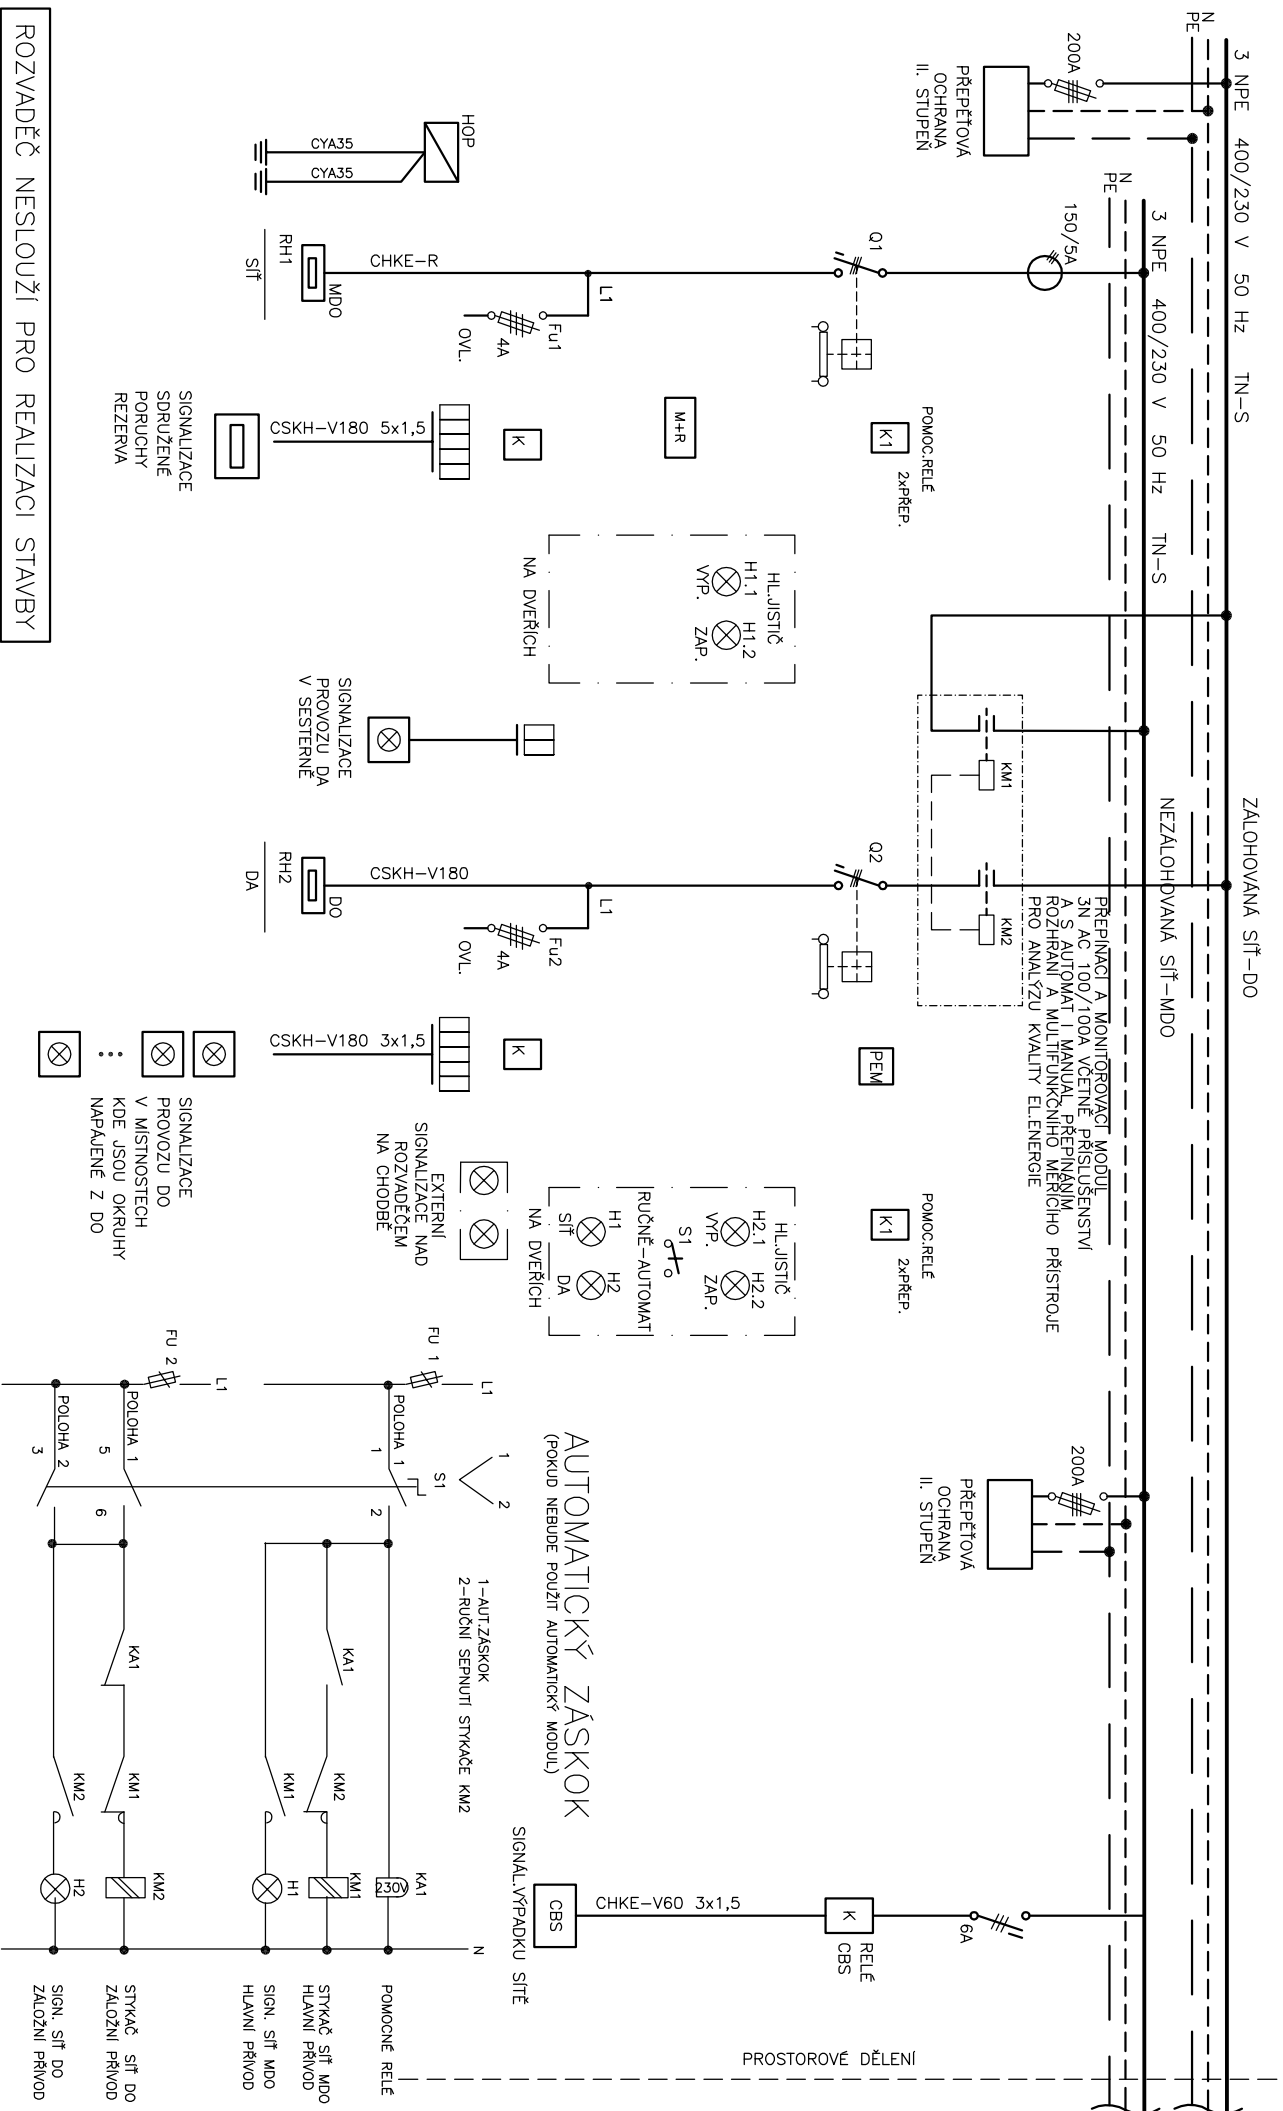 3 NPE 400/230 V 50 Hz TN-S
N
PE
ZÁLOHOVANÁ SÍŤ-DO
3 NPE 400/230 V 50 Hz TN-S
N
PE
NEZÁLOHOVANÁ SÍŤ-MDO
200A
PŘEPĚŤOVÁ
OCHRANA
II. STUPEŇ
HOP
CYA35
CYA35
150/5A
Q1
L1
Fu1
4A
OVL.
CHKE-R
MDO
RH1
SÍŤ
POMOC.RELÉ
K1
2xPŘEP.
M+R
K
CSKH-V180 5x1,5
SIGNALIZACE
SDRUŽENÉ
PORUCHY
REZERVA
HL.JISTIČ
H1.1
H1.2
VYP.
ZAP.
NA DVEŘÍCH
SIGNALIZACE
PROVOZU DA
V SESTERNĚ
KM1
KM2
PŘEPÍNACÍ A MONITOROVACÍ MODUL
3N AC 100/100A VČETNĚ PŘÍSLUŠENSTVÍ
A S AUTOMAT I MANUAL PŘEPÍNÁNÍM
ROZHRANÍ A MULTIFUNKČNÍHO MĚŘÍCÍHO PŘÍSTROJE
PRO ANALÝZU KVALITY EL.ENERGIE
Q2
L1
Fu2
4A
OVL.
CSKH-V180
DO
RH2
DA
PEM
POMOC.RELÉ
K1
2xPŘEP.
K
CSKH-V180 3x1,5
SIGNALIZACE
PROVOZU DO
V MÍSTNOSTECH
KDE JSOU OKRUHY
NAPÁJENÉ Z DO
EXTERNÍ
SIGNALIZACE NAD
ROZVADĚČEM
NA CHODBĚ
HL.JISTIČ
H2.1
H2.2
VYP.
ZAP.
S1
RUČNĚ-AUTOMAT
H1
H2
SÍŤ
DA
NA DVEŘÍCH
200A
PŘEPĚŤOVÁ
OCHRANA
II. STUPEŇ
6A
K
RELÉ
CBS
CHKE-V60 3x1,5
CBS
SIGNÁL.VÝPADKU SÍTĚ
PROSTOROVÉ DĚLENÍ
AUTOMATICKÝ ZÁSKOK
(POKUD NEBUDE POUŽIT AUTOMATICKÝ MODUL)
1-AUT.ZÁSKOK
2-RUČNÍ SEPNUTÍ STYKAČE KM2
1
2
S1
L1
FU 1
POLOHA 1
1
2
KA1
230V
POMOCNÉ RELÉ
N
KA1
KM2
KM1
STYKAČ SÍŤ MDO
HLAVNÍ PŘÍVOD
KM1
H1
SIGN. SÍŤ MDO
HLAVNÍ PŘÍVOD
L1
FU 2
POLOHA 1
5
6
KA1
KM1
KM2
STYKAČ SÍŤ DO
ZÁLOŽNÍ PŘÍVOD
POLOHA 2
3
KM2
H2
SIGN. SÍŤ DO
ZÁLOŽNÍ PŘÍVOD
ROZVADĚČ NESLOUŽÍ PRO REALIZACI STAVBY